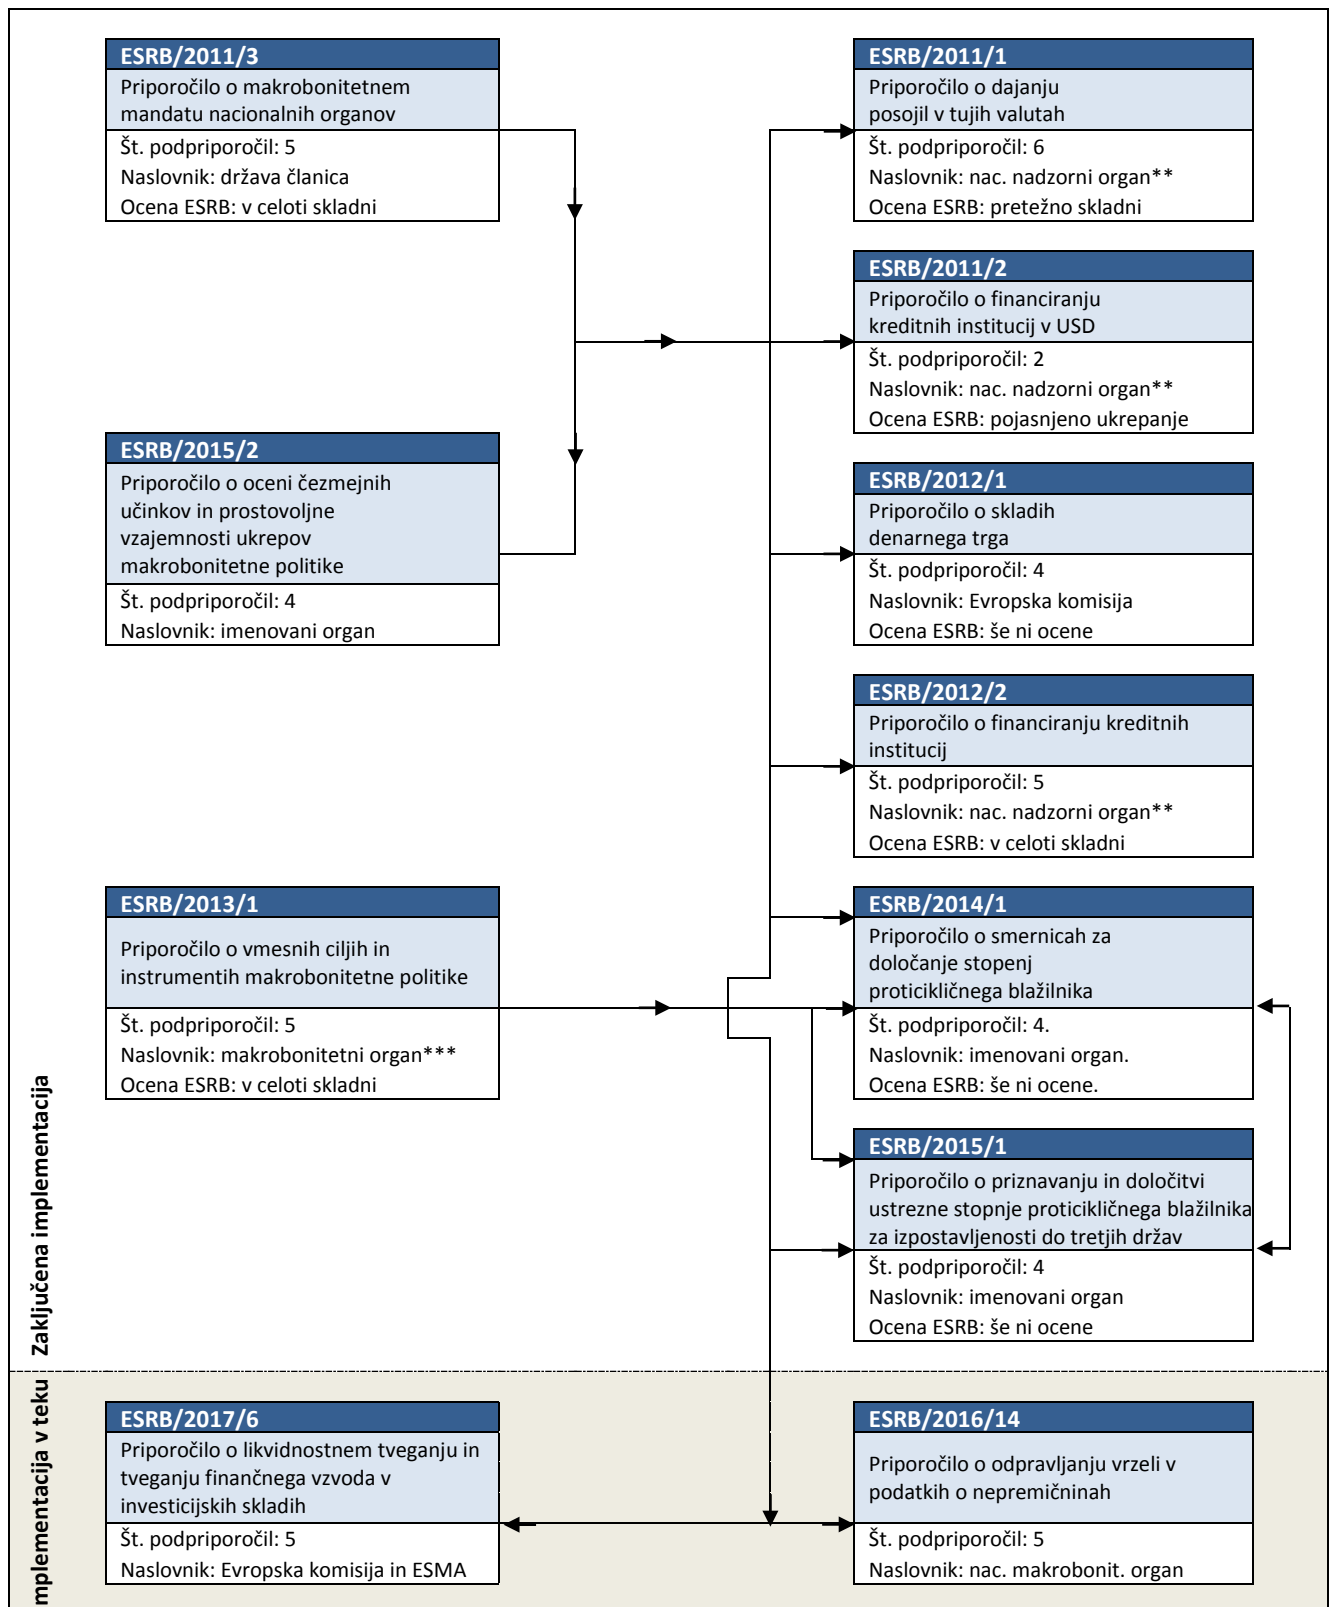 ESRB/2011/3
Priporočilo o makrobonitetnem
mandatu nacionalnih organov
Št. podpriporočil: 5
Naslovnik: država članica
Ocena ESRB: v celoti skladni
ESRB/2015/2
Priporočilo o oceni čezmejnih
učinkov in prostovoljne
vzajemnosti ukrepov
makrobonitetne politike
Št. podpriporočil: 4
Naslovnik: imenovani organ
ESRB/2013/1
Priporočilo o vmesnih ciljih in
instrumentih makrobonitetne politike
Št. podpriporočil: 5
Naslovnik: makrobonitetni organ***
Ocena ESRB: v celoti skladni
ESRB/2011/1
Priporočilo o dajanju
posojil v tujih valutah
Št. podpriporočil: 6
Naslovnik: nac. nadzorni organ**
Ocena ESRB: pretežno skladni
ESRB/2011/2
Priporočilo o financiranju
kreditnih institucij v USD
Št. podpriporočil: 2
Naslovnik: nac. nadzorni organ**
Ocena ESRB: pojasnjeno ukrepanje
ESRB/2012/1
Priporočilo o skladih
denarnega trga
Št. podpriporočil: 4
Naslovnik: Evropska komisija
Ocena ESRB: še ni ocene
ESRB/2012/2
Priporočilo o financiranju kreditnih
institucij
Št. podpriporočil: 5
Naslovnik: nac. nadzorni organ**
Ocena ESRB: v celoti skladni
ESRB/2014/1
Priporočilo o smernicah za
določanje stopenj
proticikličnega blažilnika
Št. podpriporočil: 4.
Naslovnik: imenovani organ.
Ocena ESRB: še ni ocene.
ESRB/2015/1
Priporočilo o priznavanju in določitvi
ustrezne stopnje proticikličnega blažilnika
za izpostavljenosti do tretjih držav
Št. podpriporočil: 4
Naslovnik: imenovani organ
Ocena ESRB: še ni ocene
Zaključena implementacija
mplementacija v teku
ESRB/2017/6
Priporočilo o likvidnostnem tveganju in
tveganju finančnega vzvoda v
investicijskih skladih
Št. podpriporočil: 5
Naslovnik: Evropska komisija in ESMA
ESRB/2016/14
Priporočilo o odpravljanju vrzeli v
podatkih o nepremičninah
Št. podpriporočil: 5
Naslovnik: nac. makrobonit. organ